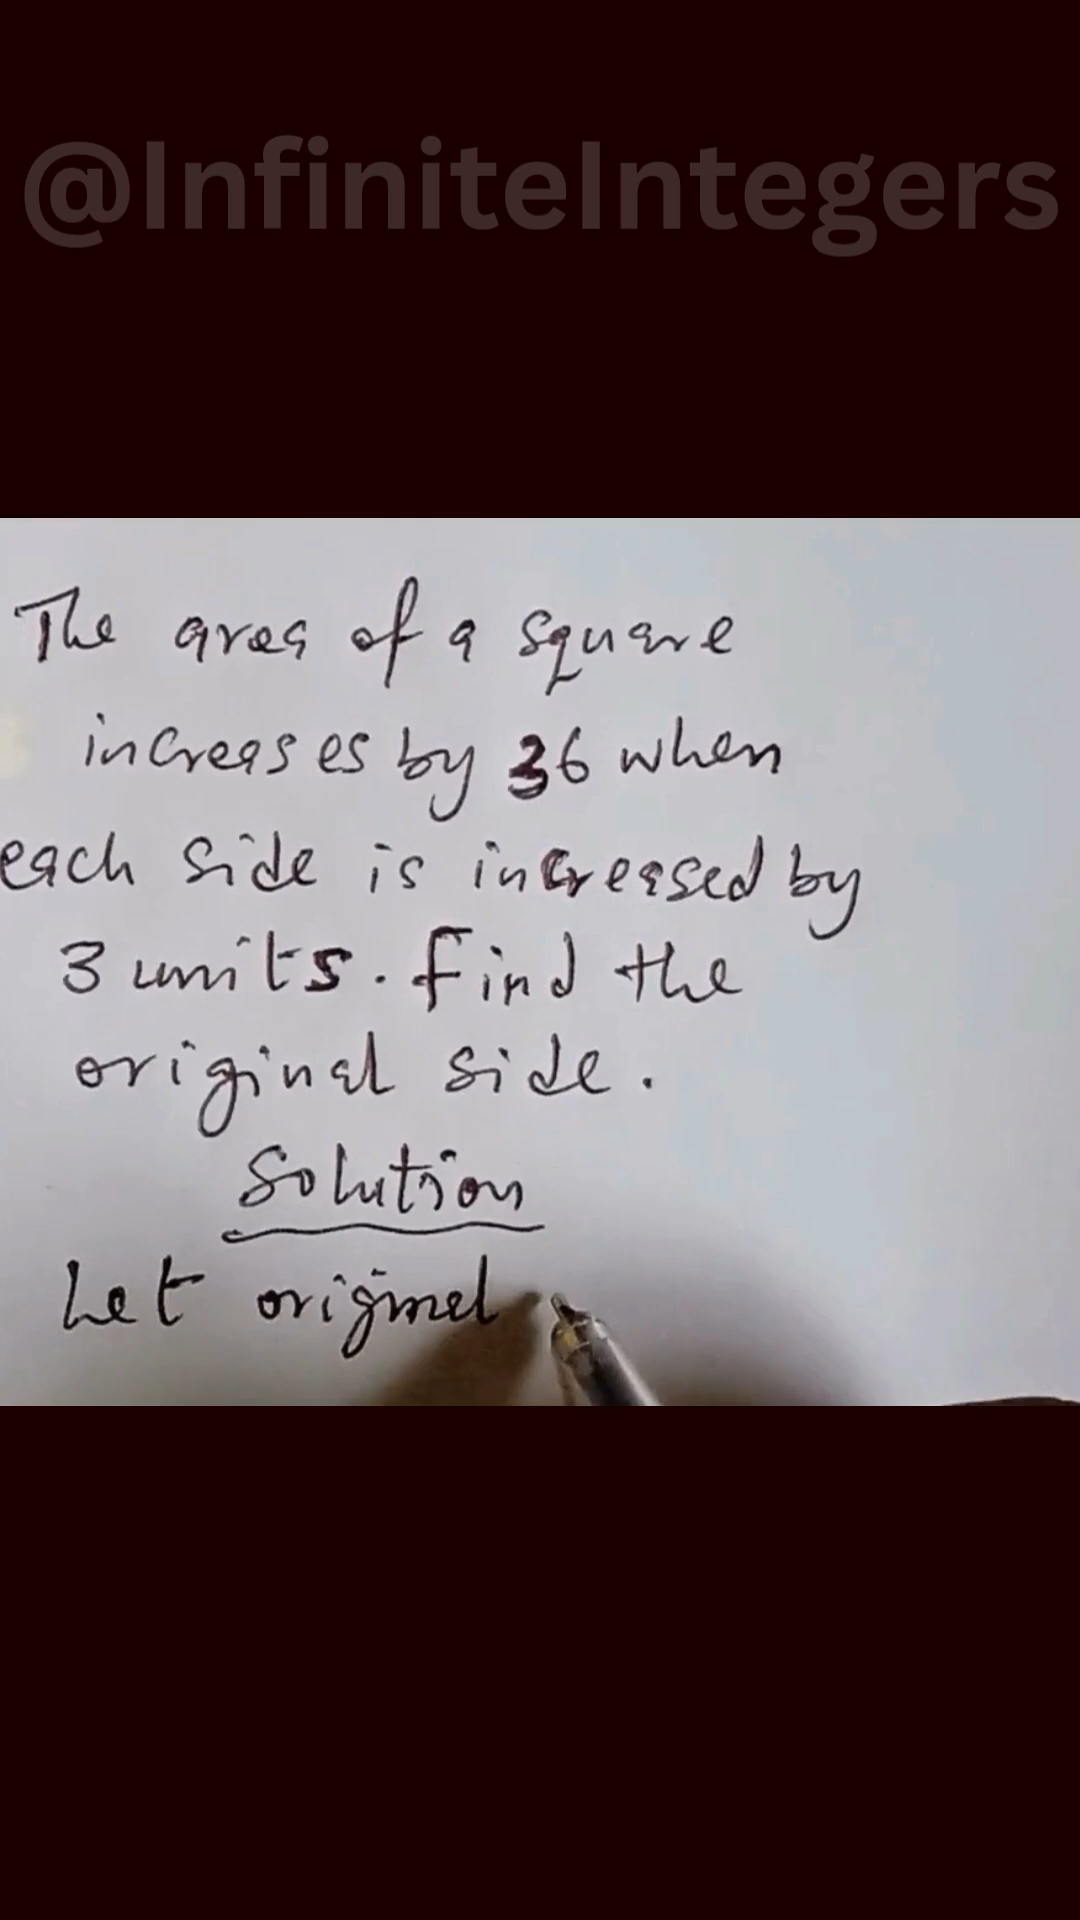 @InfiniteIntegers
The area of a square
increases by 36 when
each side is increased by
3 units. Find the
original side.
Solution
Let original